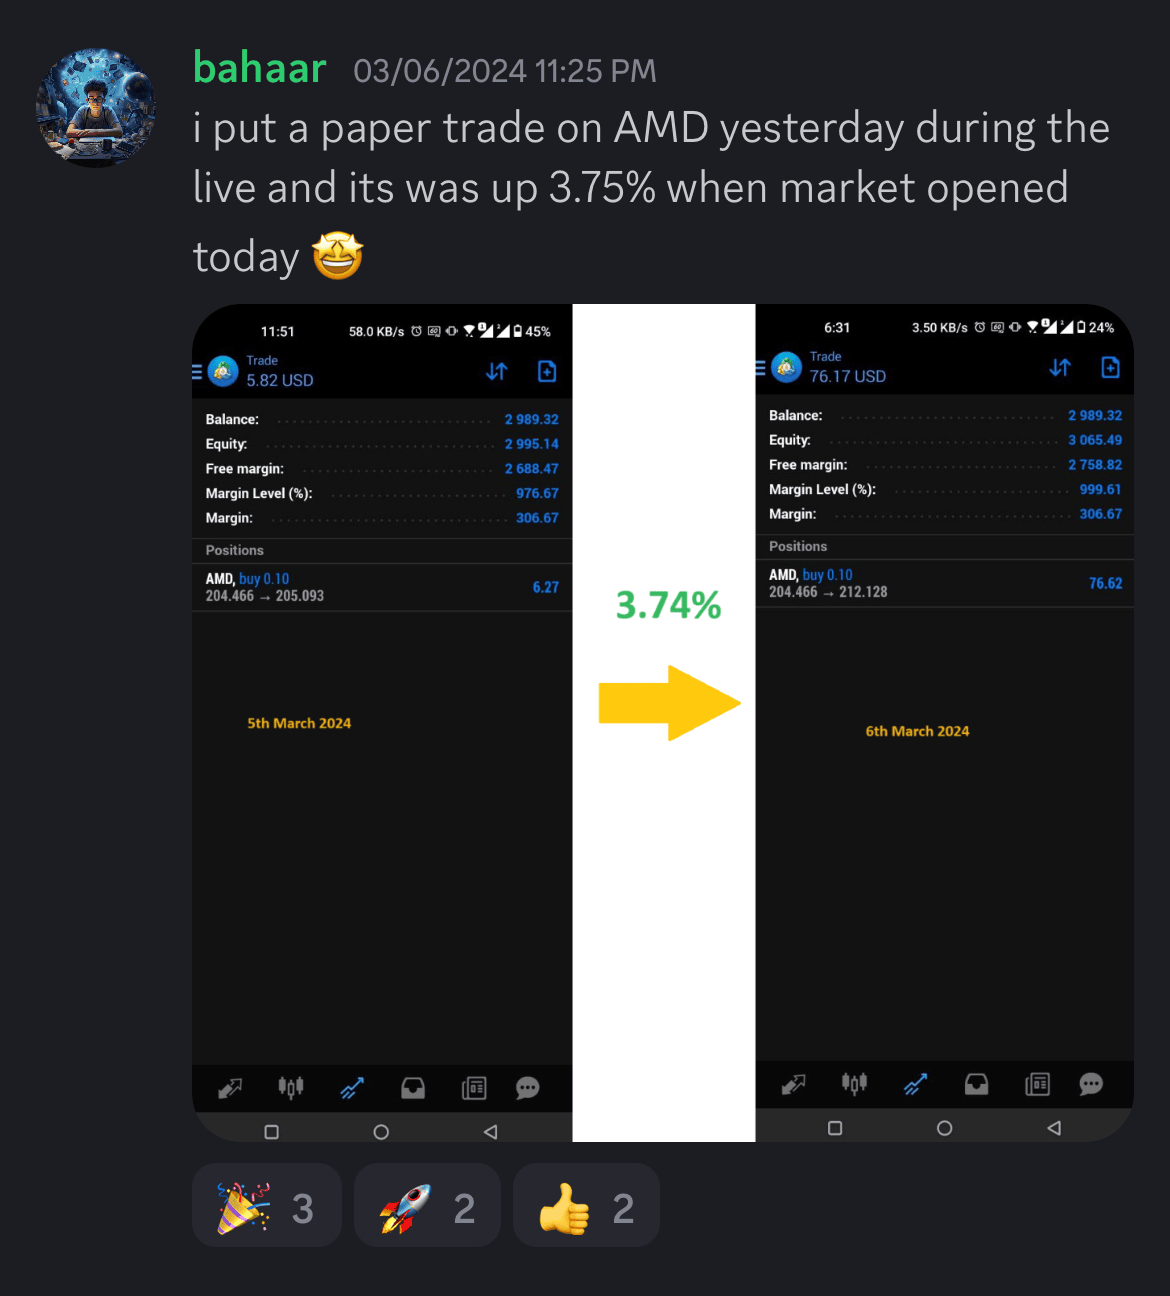 bahaar 03/06/2024 11:25 PM
i put a paper trade on AMD yesterday during the
live and its was up 3.75% when market opened
today 🤩
11:51 58.0 KB/s 45%
Trade
5.82 USD
Balance: 2 989.32
Equity: 2 995.14
Free margin: 2 688.47
Margin Level (%): 976.67
Margin: 306.67
Positions
AMD, buy 0.10
204.466 → 205.093 6.27
5th March 2024
3.74%
6:31 3.50 KB/s 24%
Trade
76.17 USD
Balance: 2 989.32
Equity: 3 065.49
Free margin: 2 758.82
Margin Level (%): 999.61
Margin: 306.67
Positions
AMD, buy 0.10
204.466 → 212.128 76.62
6th March 2024
🎉 3 🚀 2 👍 2